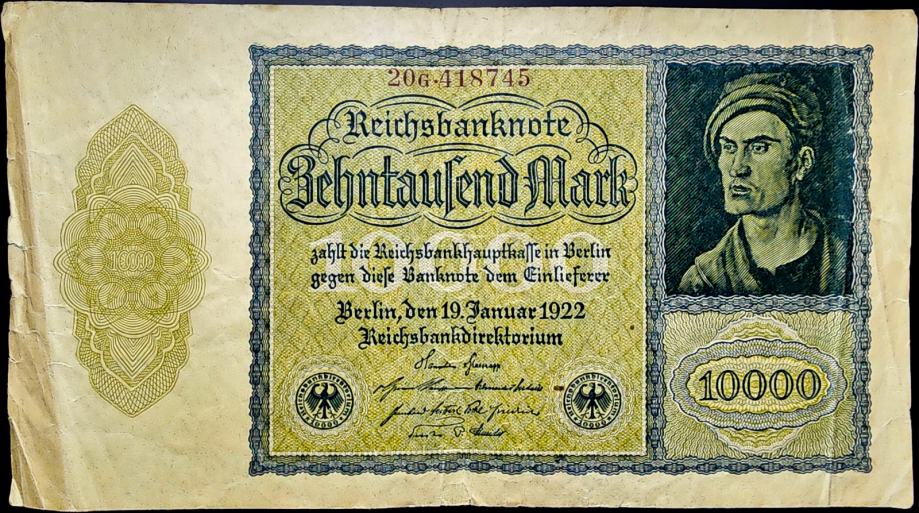 20G·418745
Reichsbanknote
Zehntausend Mark
zahlt die Reichsbankhauptkasse in Berlin
gegen diese Banknote dem Einlieferer
Berlin, den 19. Januar 1922
Reichsbankdirektorium
10000